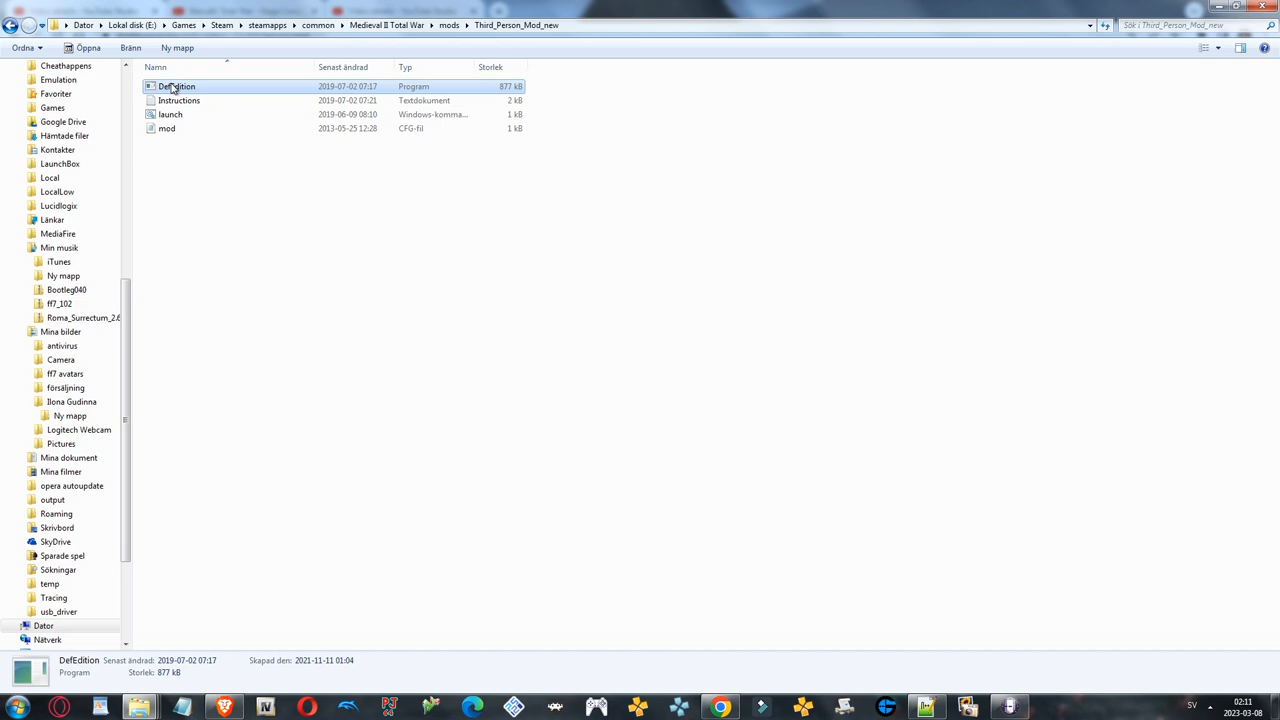 Dator Lokal disk (E:) Games Steam steamapps common Medieval II Total War mods Third_Person_Mod_new Sök i Third_Person_Mod_new
Ordna Öppna Bränn Ny mapp
Namn Senast ändrad Typ Storlek
DefEdition 2019-07-02 07:17 Program 877 kB
Instructions 2019-07-02 07:21 Textdokument 2 kB
launch 2019-06-09 08:10 Windows-komma... 1 kB
mod 2013-05-25 12:28 CFG-fil 1 kB
Cheathappens
Emulation
Favoriter
Games
Google Drive
Hämtade filer
Kontakter
LaunchBox
Local
LocalLow
Lucidlogix
Länkar
MediaFire
Min musik
iTunes
Ny mapp
Bootleg040
ff7_102
Roma_Surrectum_2.6
Mina bilder
antivirus
Camera
ff7 avatars
försäljning
Ilona Gudinna
Ny mapp
Logitech Webcam
Pictures
Mina dokument
Mina filmer
opera autoupdate
output
Roaming
Skrivbord
SkyDrive
Sparade spel
Sökningar
temp
Tracing
usb_driver
Dator
Nätverk
DefEdition Senast ändrad: 2019-07-02 07:17 Skapad den: 2021-11-11 01:04
Program Storlek: 877 kB
SV 02:11
2023-03-08